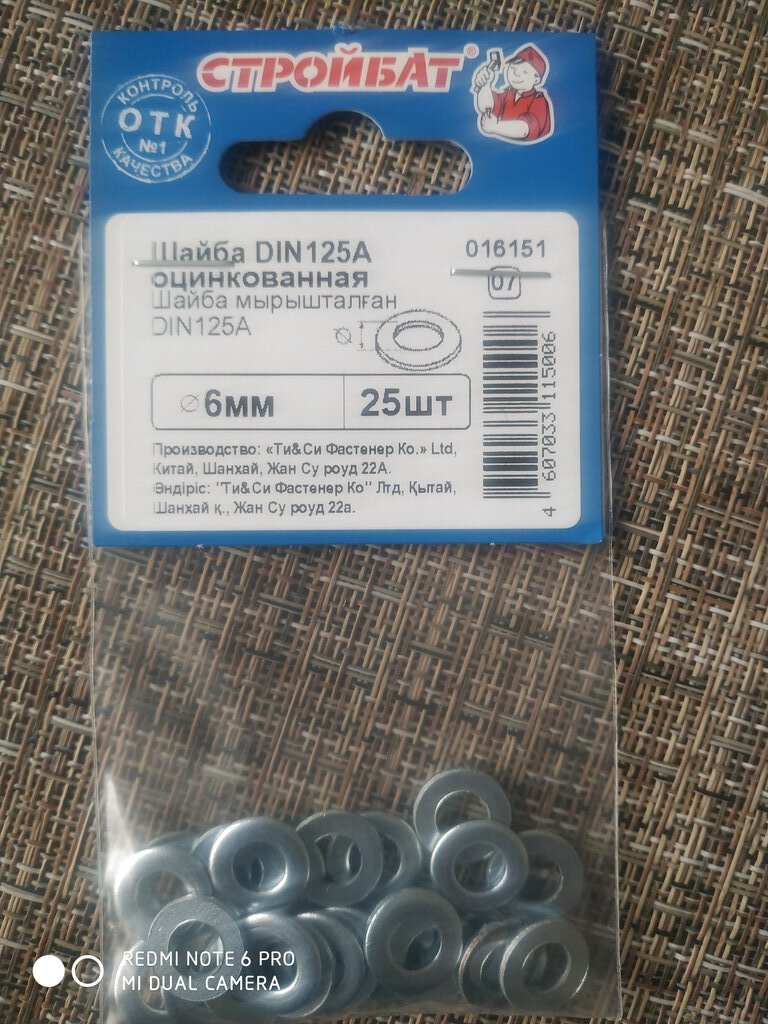 СТРОЙБАТ®
КОНТРОЛЬ
ОТК
№1
КАЧЕСТВА
Шайба DIN125A
оцинкованная
Шайба мырышталған
DIN125A
016151
07
⌀
⌀6мм
25шт
Производство: «Ти&Си Фастенер Ко.» Ltd,
Китай, Шанхай, Жан Су роуд 22А.
Өндіріс: "Ти&Си Фастенер Ко" Лтд, Қытай,
Шанхай қ., Жан Су роуд 22а.
4 607033 115006
REDMI NOTE 6 PRO
MI DUAL CAMERA